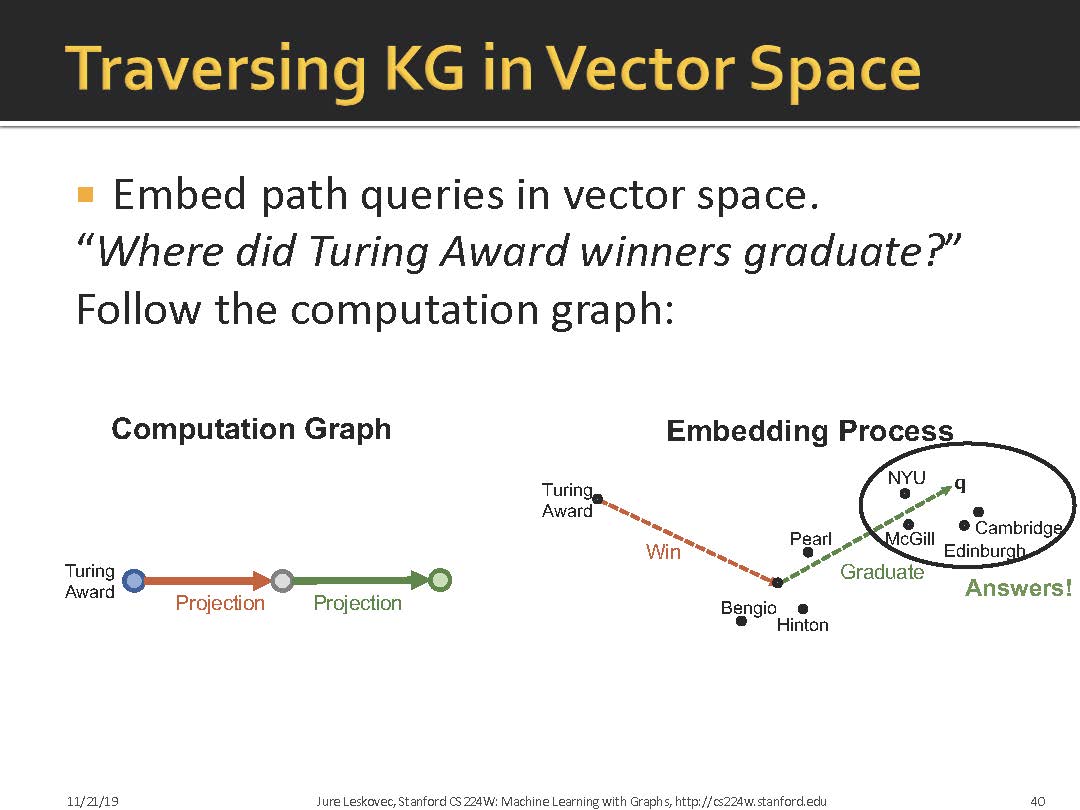 Traversing KG in Vector Space
▪ Embed path queries in vector space.
“Where did Turing Award winners graduate?”
Follow the computation graph:
Computation Graph
Turing
Award
Projection
Projection
Embedding Process
Turing
Award
Win
Pearl
Bengio
Hinton
Graduate
NYU
q
McGill
Cambridge
Edinburgh
Answers!
11/21/19
Jure Leskovec, Stanford CS224W: Machine Learning with Graphs, http://cs224w.stanford.edu
40